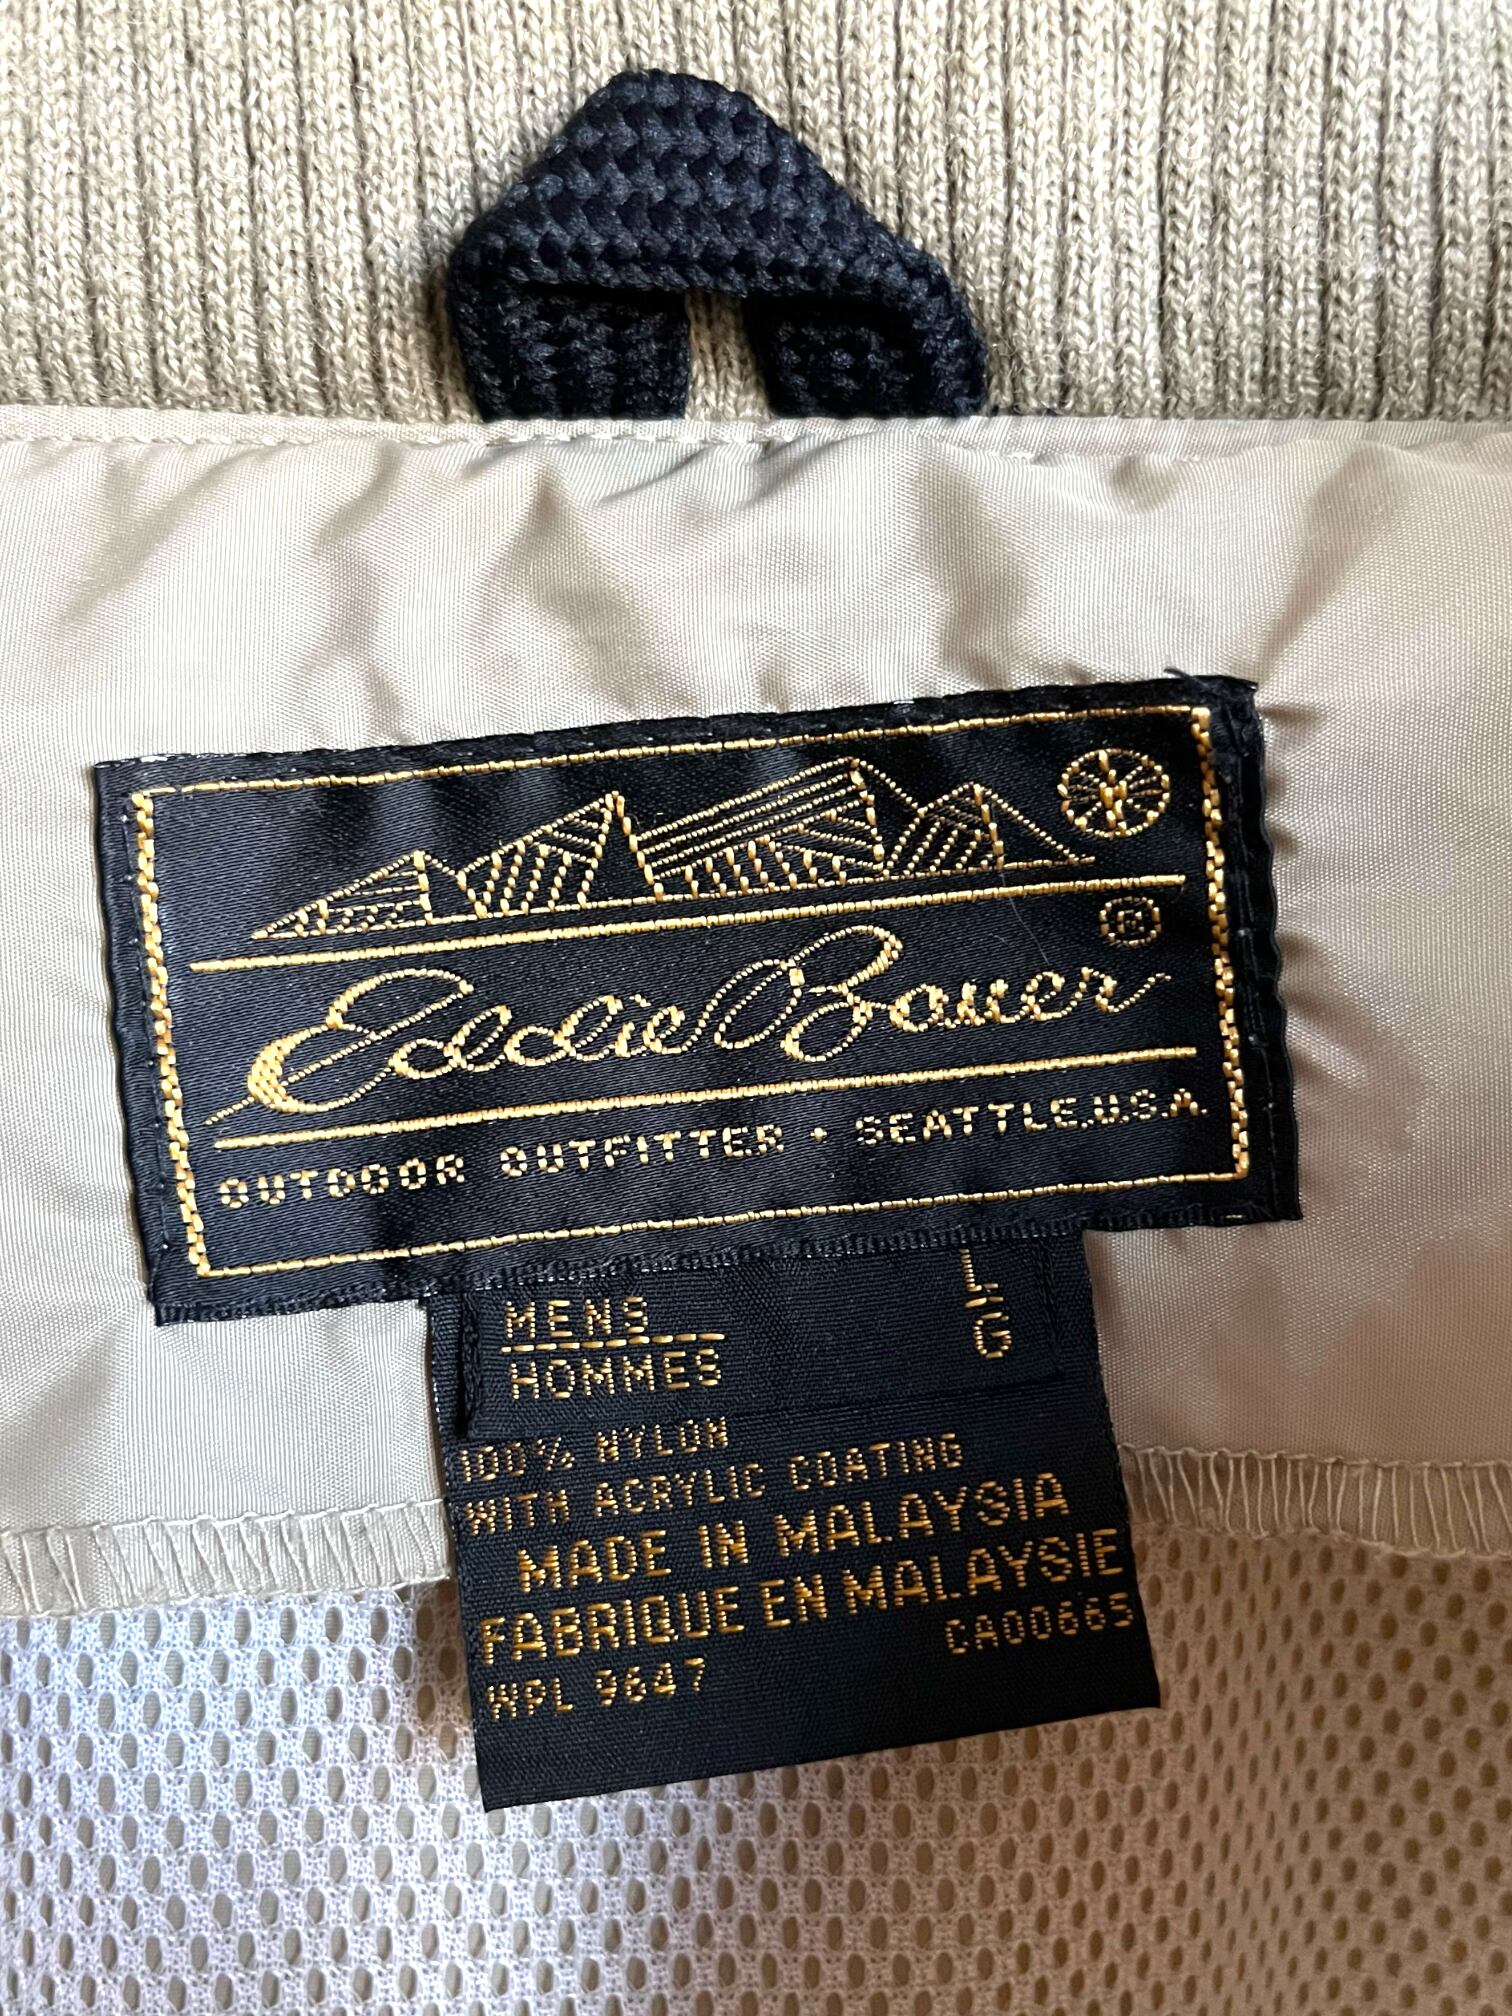 ®
Eddie Bauer
OUTDOOR OUTFITTER · SEATTLE, U.S.A.
MENS
HOMMES
LG
100% NYLON
WITH ACRYLIC COATING
MADE IN MALAYSIA
FABRIQUE EN MALAYSIE
CA00665
WPL 9647